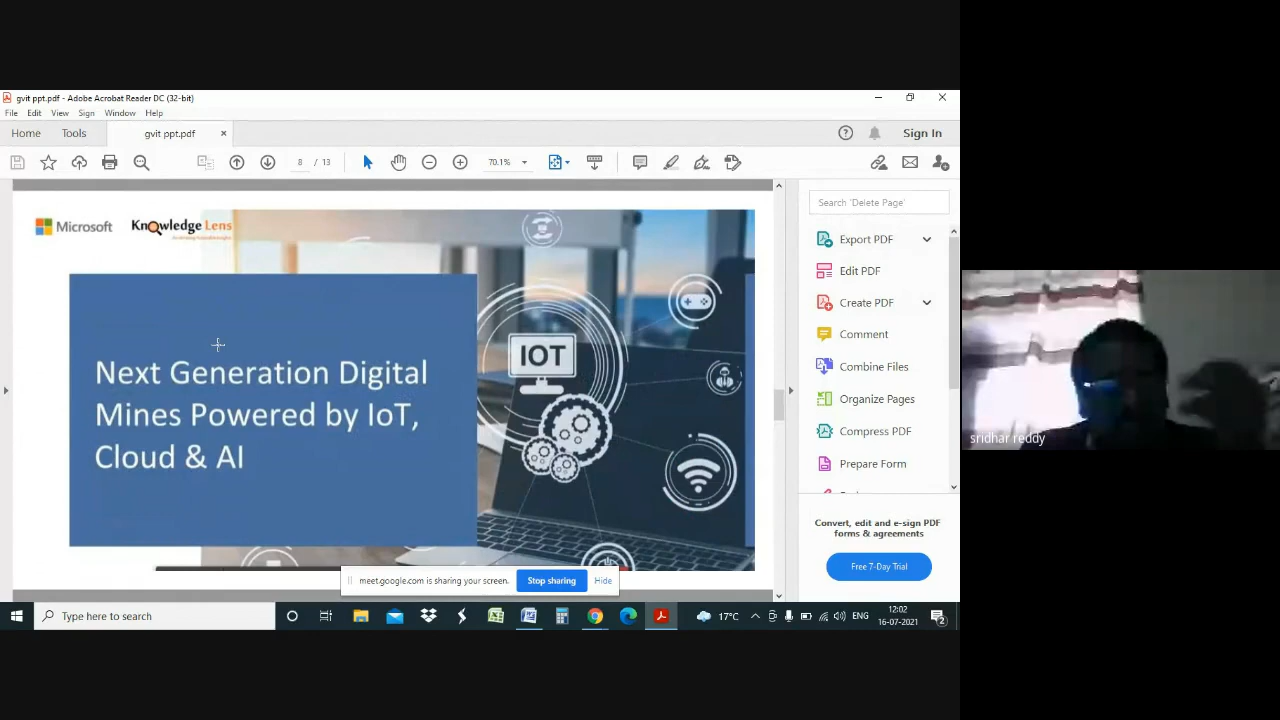 gvit ppt.pdf - Adobe Acrobat Reader DC (32-bit)
File Edit View Sign Window Help
Home Tools gvit ppt.pdf × Sign In
8 / 13 70.1%
Search 'Delete Page'
Microsoft Knowledge Lens
Export PDF
Edit PDF
Create PDF
Comment
Combine Files
Organize Pages
Compress PDF
Prepare Form
IOT
Next Generation Digital
Mines Powered by IoT,
Cloud & AI
Convert, edit and e-sign PDF
forms & agreements
Free 7-Day Trial
meet.google.com is sharing your screen. Stop sharing Hide
Type here to search
17°C ENG 12:02
16-07-2021 2
sridhar reddy